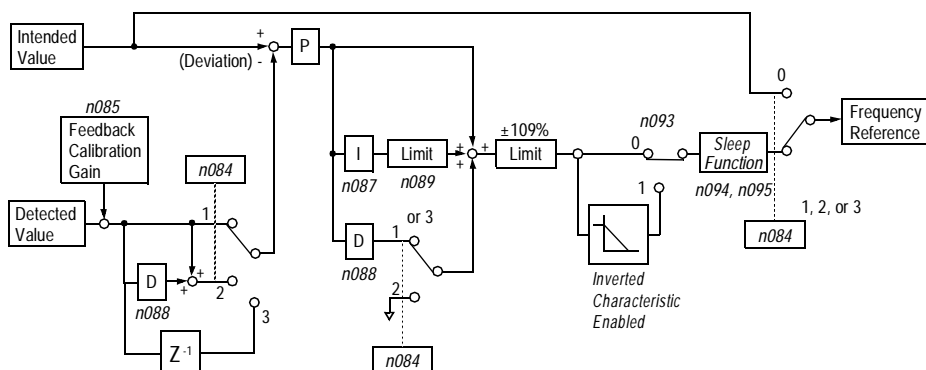 Intended
Value
+
(Deviation) -
P
0
n085
Feedback
Calibration
Gain
n084
Detected
Value
1
D
n088
+
+
2
3
Z -1
I
n087
Limit
n089
+
+
+
±109%
Limit
D
n088
1
or 3
2
n084
n093
0
1
Inverted
Characteristic
Enabled
Sleep
Function
n094, n095
Frequency
Reference
1, 2, or 3
n084